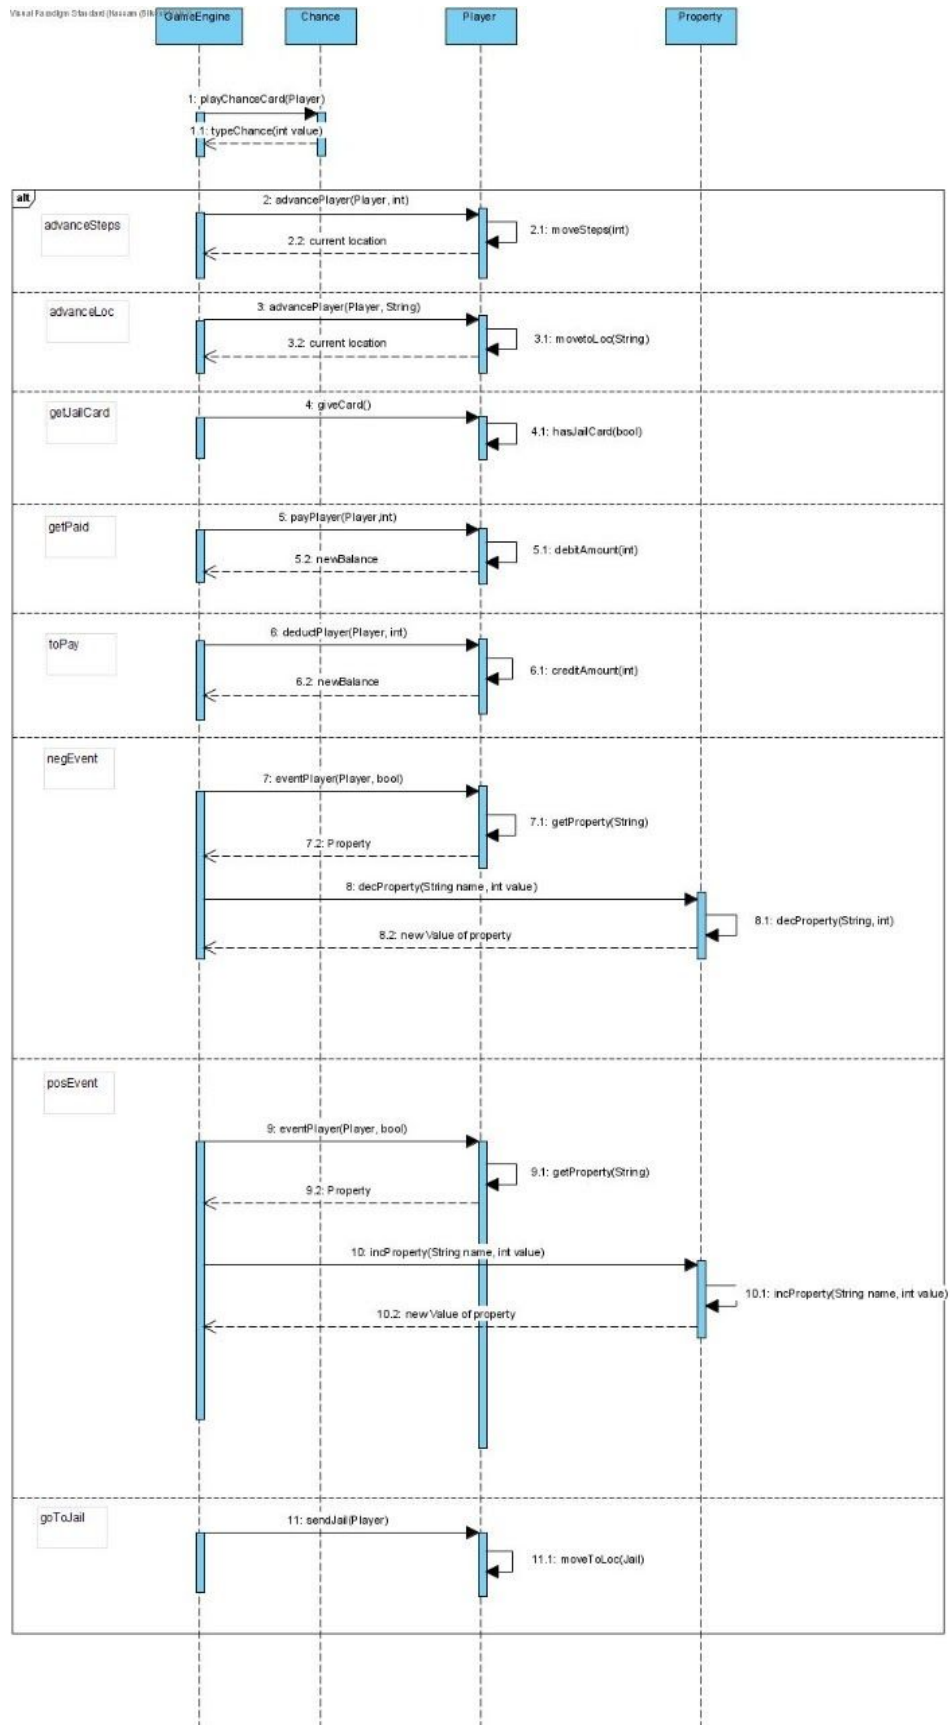 Visual Paradigm Standard (Hassam (Bilk
GameEngine
Chance
Player
Property
1: playChanceCard(Player)
1.1: typeChance(int value)
alt
advanceSteps
2: advancePlayer(Player, int)
2.1: moveSteps(int)
2.2: current location
advanceLoc
3: advancePlayer(Player, String)
3.1: movetoLoc(String)
3.2: current location
getJailCard
4: giveCard()
4.1: hasJailCard(bool)
getPaid
5: payPlayer(Player,int)
5.1: debitAmount(int)
5.2: newBalance
toPay
6: deductPlayer(Player, int)
6.1: creditAmount(int)
6.2: newBalance
negEvent
7: eventPlayer(Player, bool)
7.1: getProperty(String)
7.2: Property
8: decProperty(String name, int value)
8.1: decProperty(String, int)
8.2: new Value of property
posEvent
9: eventPlayer(Player, bool)
9.1: getProperty(String)
9.2: Property
10: incProperty(String name, int value)
10.1: incProperty(String name, int value)
10.2: new Value of property
goToJail
11: sendJail(Player)
11.1: moveToLoc(Jail)